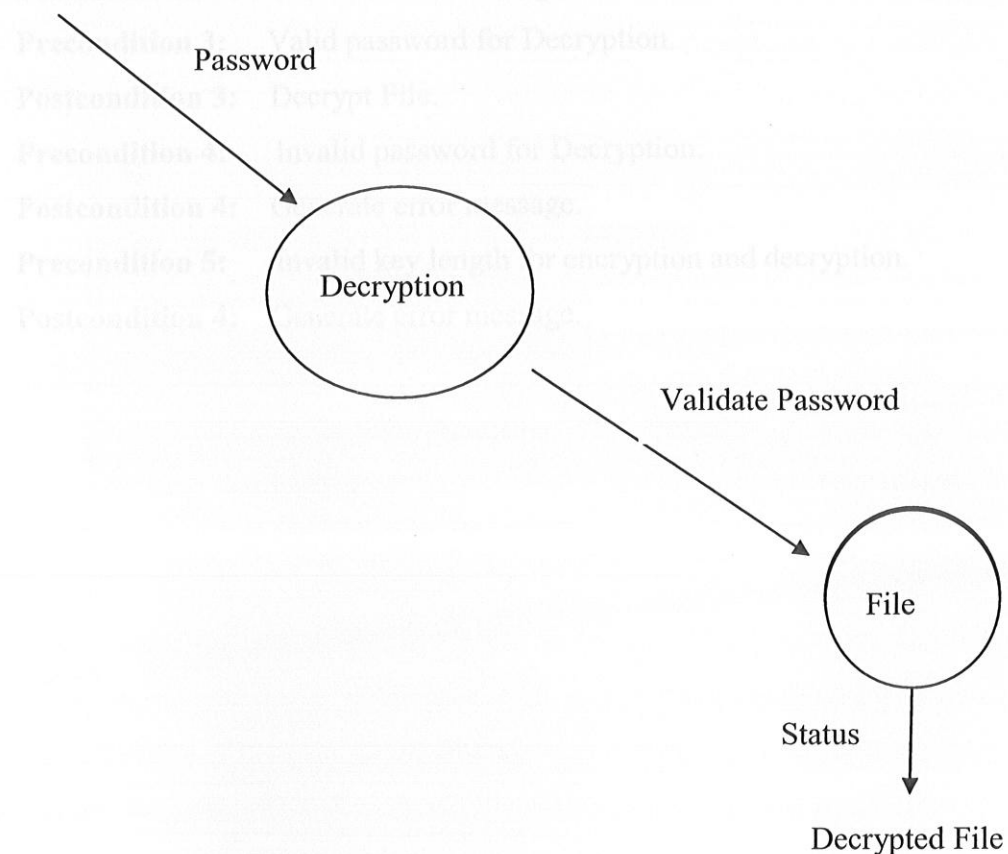 Precondition 3: Valid password for Decryption.
Password
Postcondition 3: Decrypt File.
Precondition 4: Invalid password for Decryption.
Postcondition 4: Generate error message.
Precondition 5: Invalid key length for encryption and decryption.
Decryption
Postcondition 4: Generate error message.
Validate Password
File
Status
Decrypted File